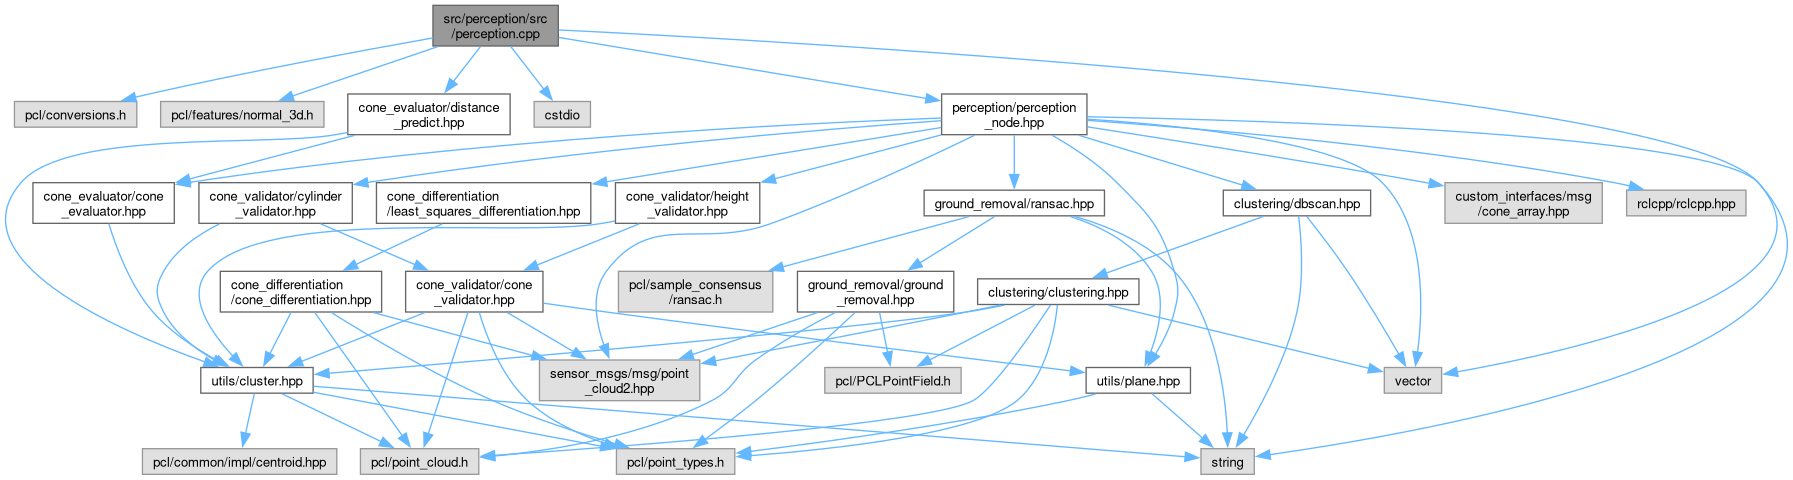 src/perception/src
/perception.cpp
pcl/conversions.h
pcl/features/normal_3d.h
cone_evaluator/distance
_predict.hpp
cstdio
perception/perception
_node.hpp
cone_evaluator/cone
_evaluator.hpp
cone_validator/cylinder
_validator.hpp
cone_differentiation
/least_squares_differentiation.hpp
cone_validator/height
_validator.hpp
ground_removal/ransac.hpp
clustering/dbscan.hpp
custom_interfaces/msg
/cone_array.hpp
rclcpp/rclcpp.hpp
cone_differentiation
/cone_differentiation.hpp
cone_validator/cone
_validator.hpp
pcl/sample_consensus
/ransac.h
ground_removal/ground
_removal.hpp
clustering/clustering.hpp
utils/cluster.hpp
sensor_msgs/msg/point
_cloud2.hpp
pcl/PCLPointField.h
utils/plane.hpp
vector
pcl/common/impl/centroid.hpp
pcl/point_cloud.h
pcl/point_types.h
string